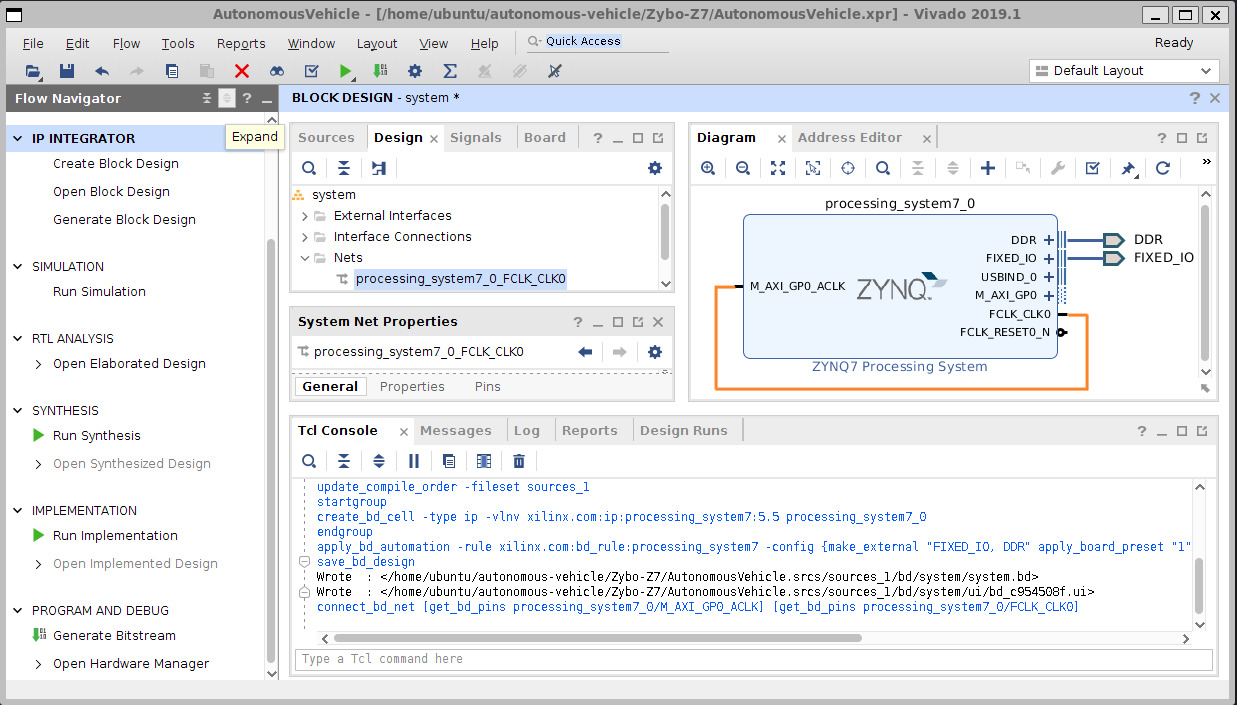 AutonomousVehicle - [/home/ubuntu/autonomous-vehicle/Zybo-Z7/AutonomousVehicle.xpr] - Vivado 2019.1
File Edit Flow Tools Reports Window Layout View Help Quick Access Ready
Default Layout
Flow Navigator
Expand
IP INTEGRATOR
Create Block Design
Open Block Design
Generate Block Design
SIMULATION
Run Simulation
RTL ANALYSIS
Open Elaborated Design
SYNTHESIS
Run Synthesis
Open Synthesized Design
IMPLEMENTATION
Run Implementation
Open Implemented Design
PROGRAM AND DEBUG
Generate Bitstream
Open Hardware Manager
BLOCK DESIGN - system *
Sources Design Signals Board
system
External Interfaces
Interface Connections
Nets
processing_system7_0_FCLK_CLK0
System Net Properties
processing_system7_0_FCLK_CLK0
General Properties Pins
Diagram Address Editor
processing_system7_0
M_AXI_GP0_ACLK
ZYNQ
DDR
FIXED_IO
USBIND_0
M_AXI_GP0
FCLK_CLK0
FCLK_RESET0_N
DDR
FIXED_IO
ZYNQ7 Processing System
Tcl Console Messages Log Reports Design Runs
update_compile_order -fileset sources_1
startgroup
create_bd_cell -type ip -vlnv xilinx.com:ip:processing_system7:5.5 processing_system7_0
endgroup
apply_bd_automation -rule xilinx.com:bd_rule:processing_system7 -config {make_external "FIXED_IO, DDR" apply_board_preset "1"
save_bd_design
Wrote  : </home/ubuntu/autonomous-vehicle/Zybo-Z7/AutonomousVehicle.srcs/sources_1/bd/system/system.bd>
Wrote  : </home/ubuntu/autonomous-vehicle/Zybo-Z7/AutonomousVehicle.srcs/sources_1/bd/system/ui/bd_c954508f.ui>
connect_bd_net [get_bd_pins processing_system7_0/M_AXI_GP0_ACLK] [get_bd_pins processing_system7_0/FCLK_CLK0]
Type a Tcl command here